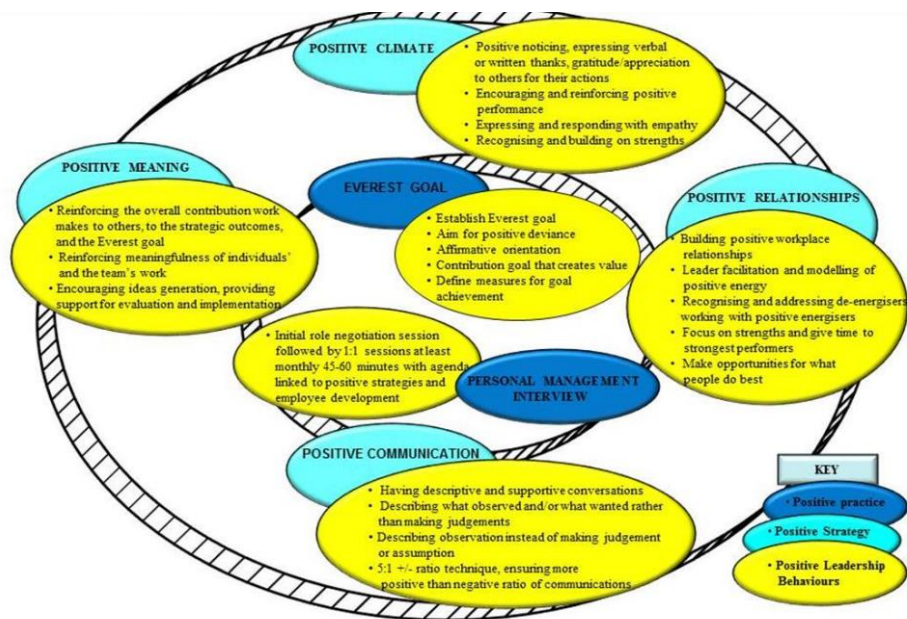 POSITIVE CLIMATE
• Positive noticing, expressing verbal
or written thanks, gratitude/appreciation
to others for their actions
• Encouraging and reinforcing positive
performance
• Expressing and responding with empathy
• Recognising and building on strengths
POSITIVE MEANING
• Reinforcing the overall contribution work
makes to others, to the strategic outcomes,
and the Everest goal
• Reinforcing meaningfulness of individuals'
and the team's work
• Encouraging ideas generation, providing
support for evaluation and implementation
EVEREST GOAL
• Establish Everest goal
• Aim for positive deviance
• Affirmative orientation
• Contribution goal that creates value
• Define measures for goal
achievement
POSITIVE RELATIONSHIPS
• Building positive workplace
relationships
• Leader facilitation and modelling of
positive energy
• Recognising and addressing de-energisers
working with positive energisers
• Focus on strengths and give time to
strongest performers
• Make opportunities for what
people do best
• Initial role negotiation session
followed by 1:1 sessions at least
monthly 45-60 minutes with agenda
linked to positive strategies and
employee development
PERSONAL MANAGEMENT
INTERVIEW
POSITIVE COMMUNICATION
• Having descriptive and supportive conversations
• Describing what observed and/or what wanted rather
than making judgements
• Describing observation instead of making judgement
or assumption
• 5:1 +/- ratio technique, ensuring more
positive than negative ratio of communications
KEY
• Positive practice
• Positive Strategy
• Positive Leadership
Behaviours